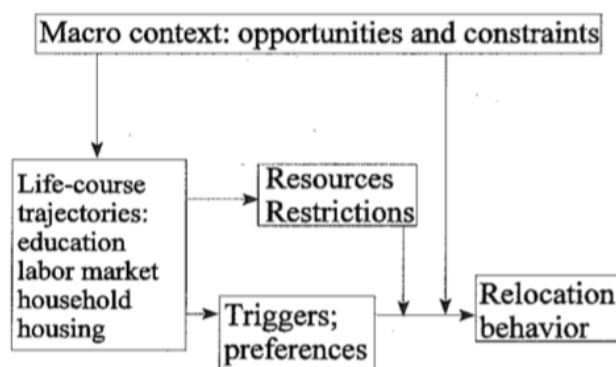 Macro context: opportunities and constraints
Life-course
trajectories:
education
labor market
household
housing
Resources
Restrictions
Triggers;
preferences
Relocation
behavior